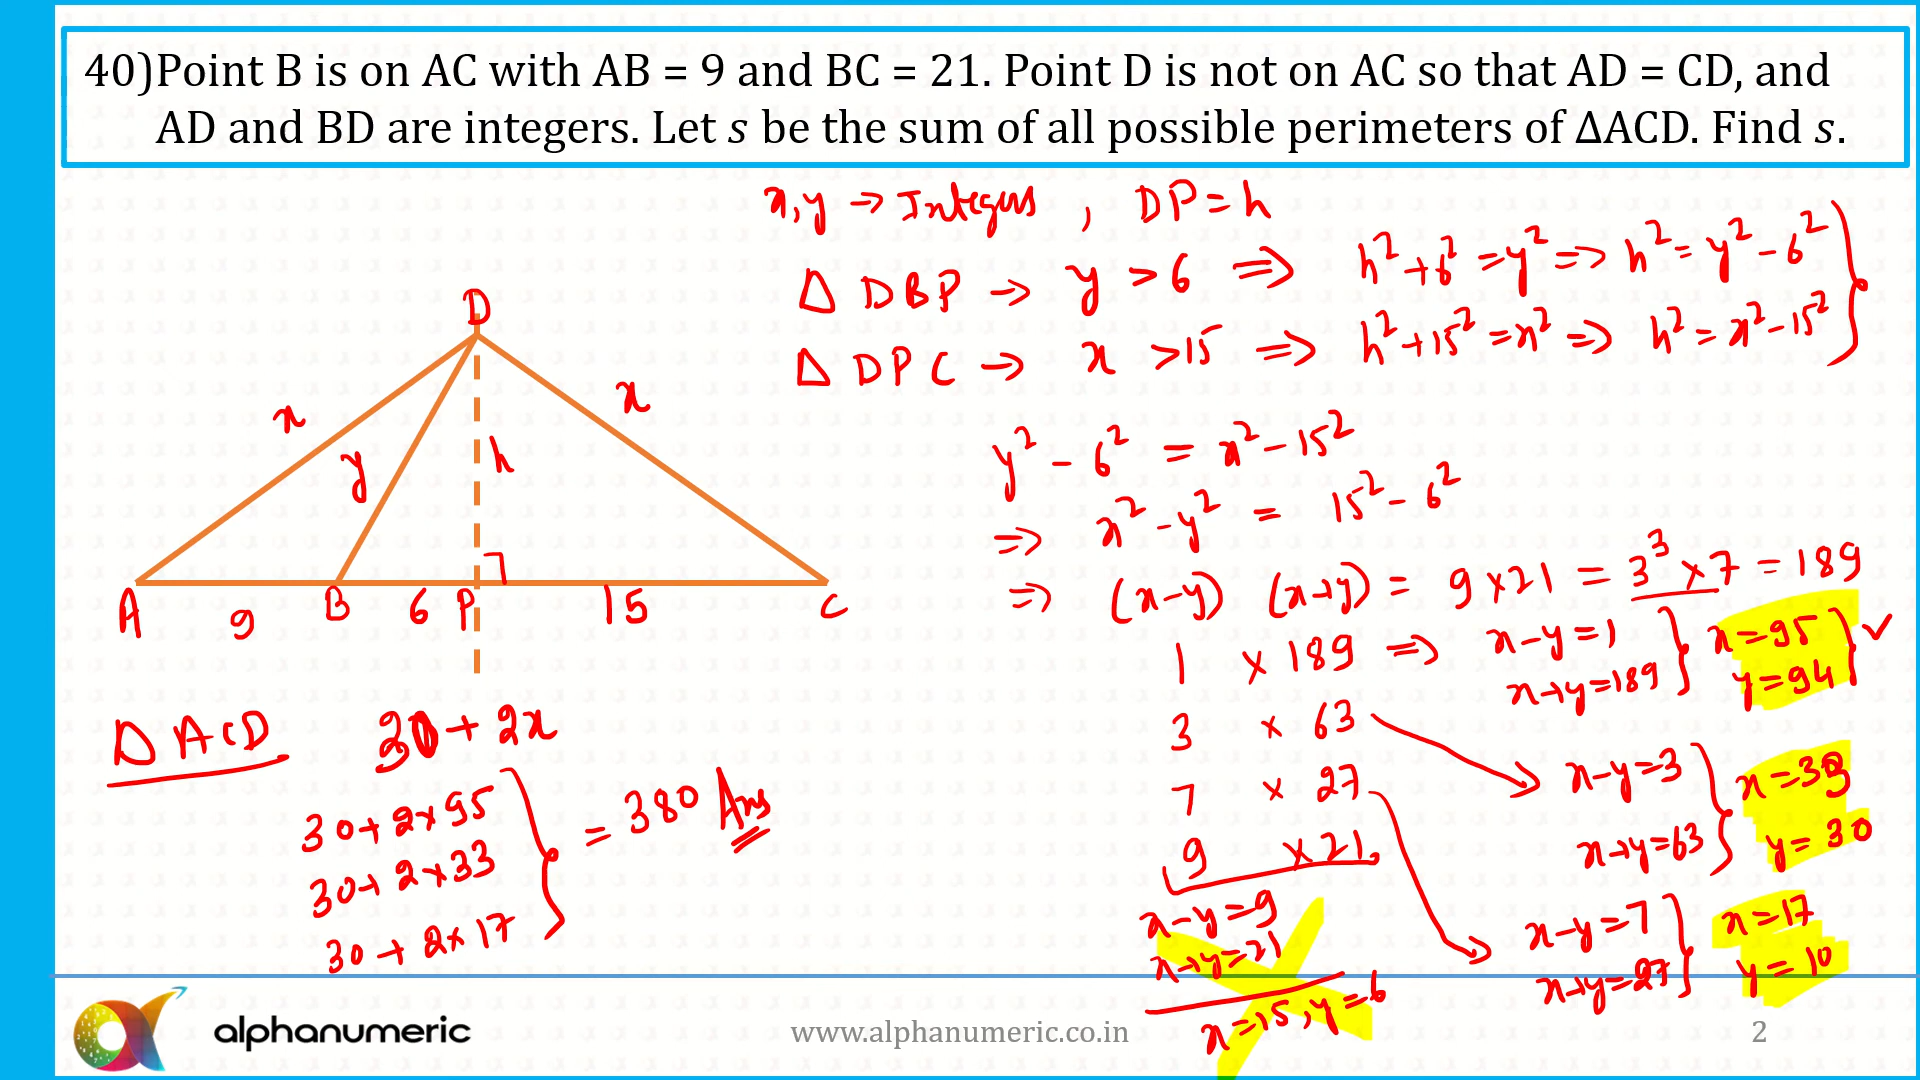 40)Point B is on AC with AB = 9 and BC = 21. Point D is not on AC so that AD = CD, and
AD and BD are integers. Let s be the sum of all possible perimeters of ΔACD. Find s.
x, y → Integers , DP = h
Δ DBP → y > 6 ⇒ h² + 6² = y² ⇒ h² = y² - 6²
Δ DPC → x > 15 ⇒ h² + 15² = x² ⇒ h² = x² - 15²
D
x
x
y
h
A 9 B 6 P 15 C
y² - 6² = x² - 15²
⇒ x² - y² = 15² - 6²
⇒ (x-y) (x+y) = 9 × 21 = 3³ × 7 = 189
1 × 189 ⇒ x-y=1 x=95 ✓
x+y=189 y=94
3 × 63
x-y=3 x=33
x+y=63 y=30
7 × 27
x-y=7 x=17
x+y=27 y=10
9 × 21
x-y=9
x+y=21
x=15, y=6
Δ ACD 30 + 2x
30 + 2×95
30 + 2×33 = 380 Ans
30 + 2×17
alphanumeric
www.alphanumeric.co.in
2